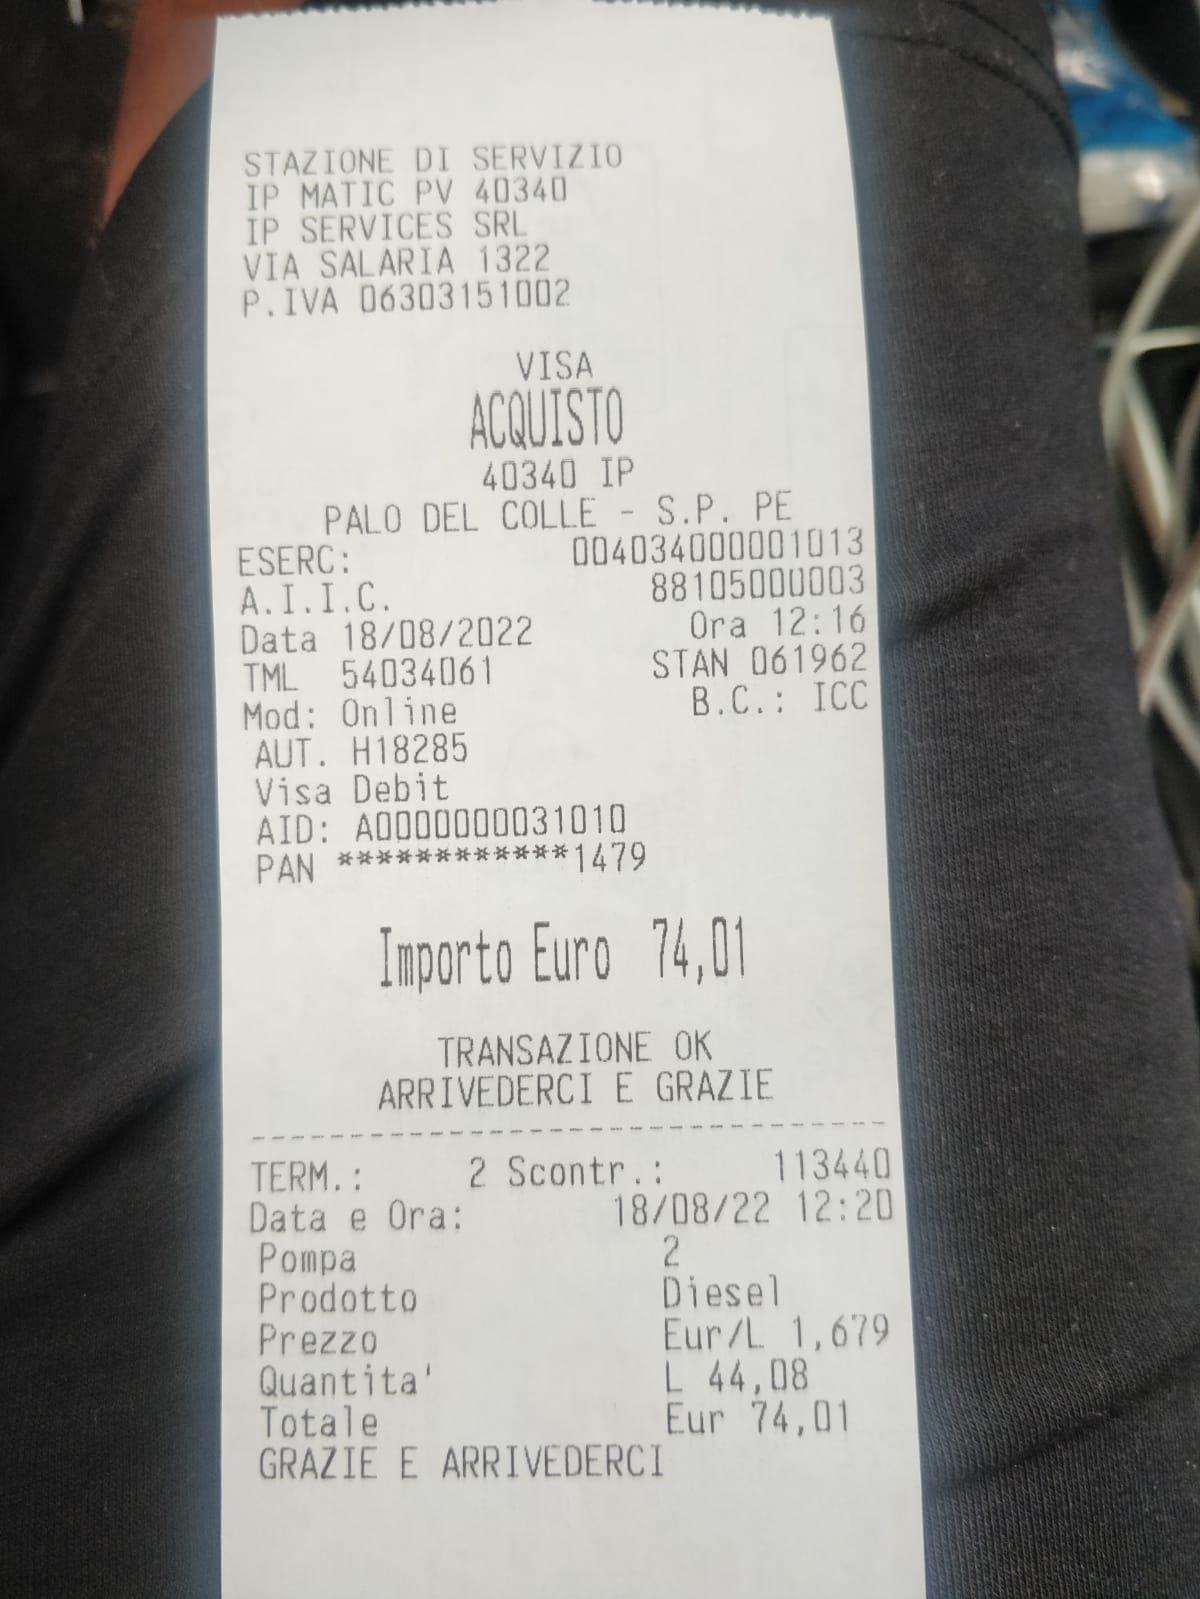 STAZIONE DI SERVIZIO
IP MATIC PV 40340
IP SERVICES SRL
VIA SALARIA 1322
P.IVA 06303151002
VISA
ACQUISTO
40340 IP
PALO DEL COLLE - S.P. PE
ESERC: 004034000001013
A.I.I.C. 88105000003
Data 18/08/2022 Ora 12:16
TML 54034061 STAN 061962
Mod: Online B.C.: ICC
AUT. H18285
Visa Debit
AID: A0000000031010
PAN ************1479
Importo Euro 74,01
TRANSAZIONE OK
ARRIVEDERCI E GRAZIE
---------------------------------
TERM.: 2 Scontr.: 113440
Data e Ora: 18/08/22 12:20
Pompa 2
Prodotto Diesel
Prezzo Eur/L 1,679
Quantita' L 44,08
Totale Eur 74,01
GRAZIE E ARRIVEDERCI